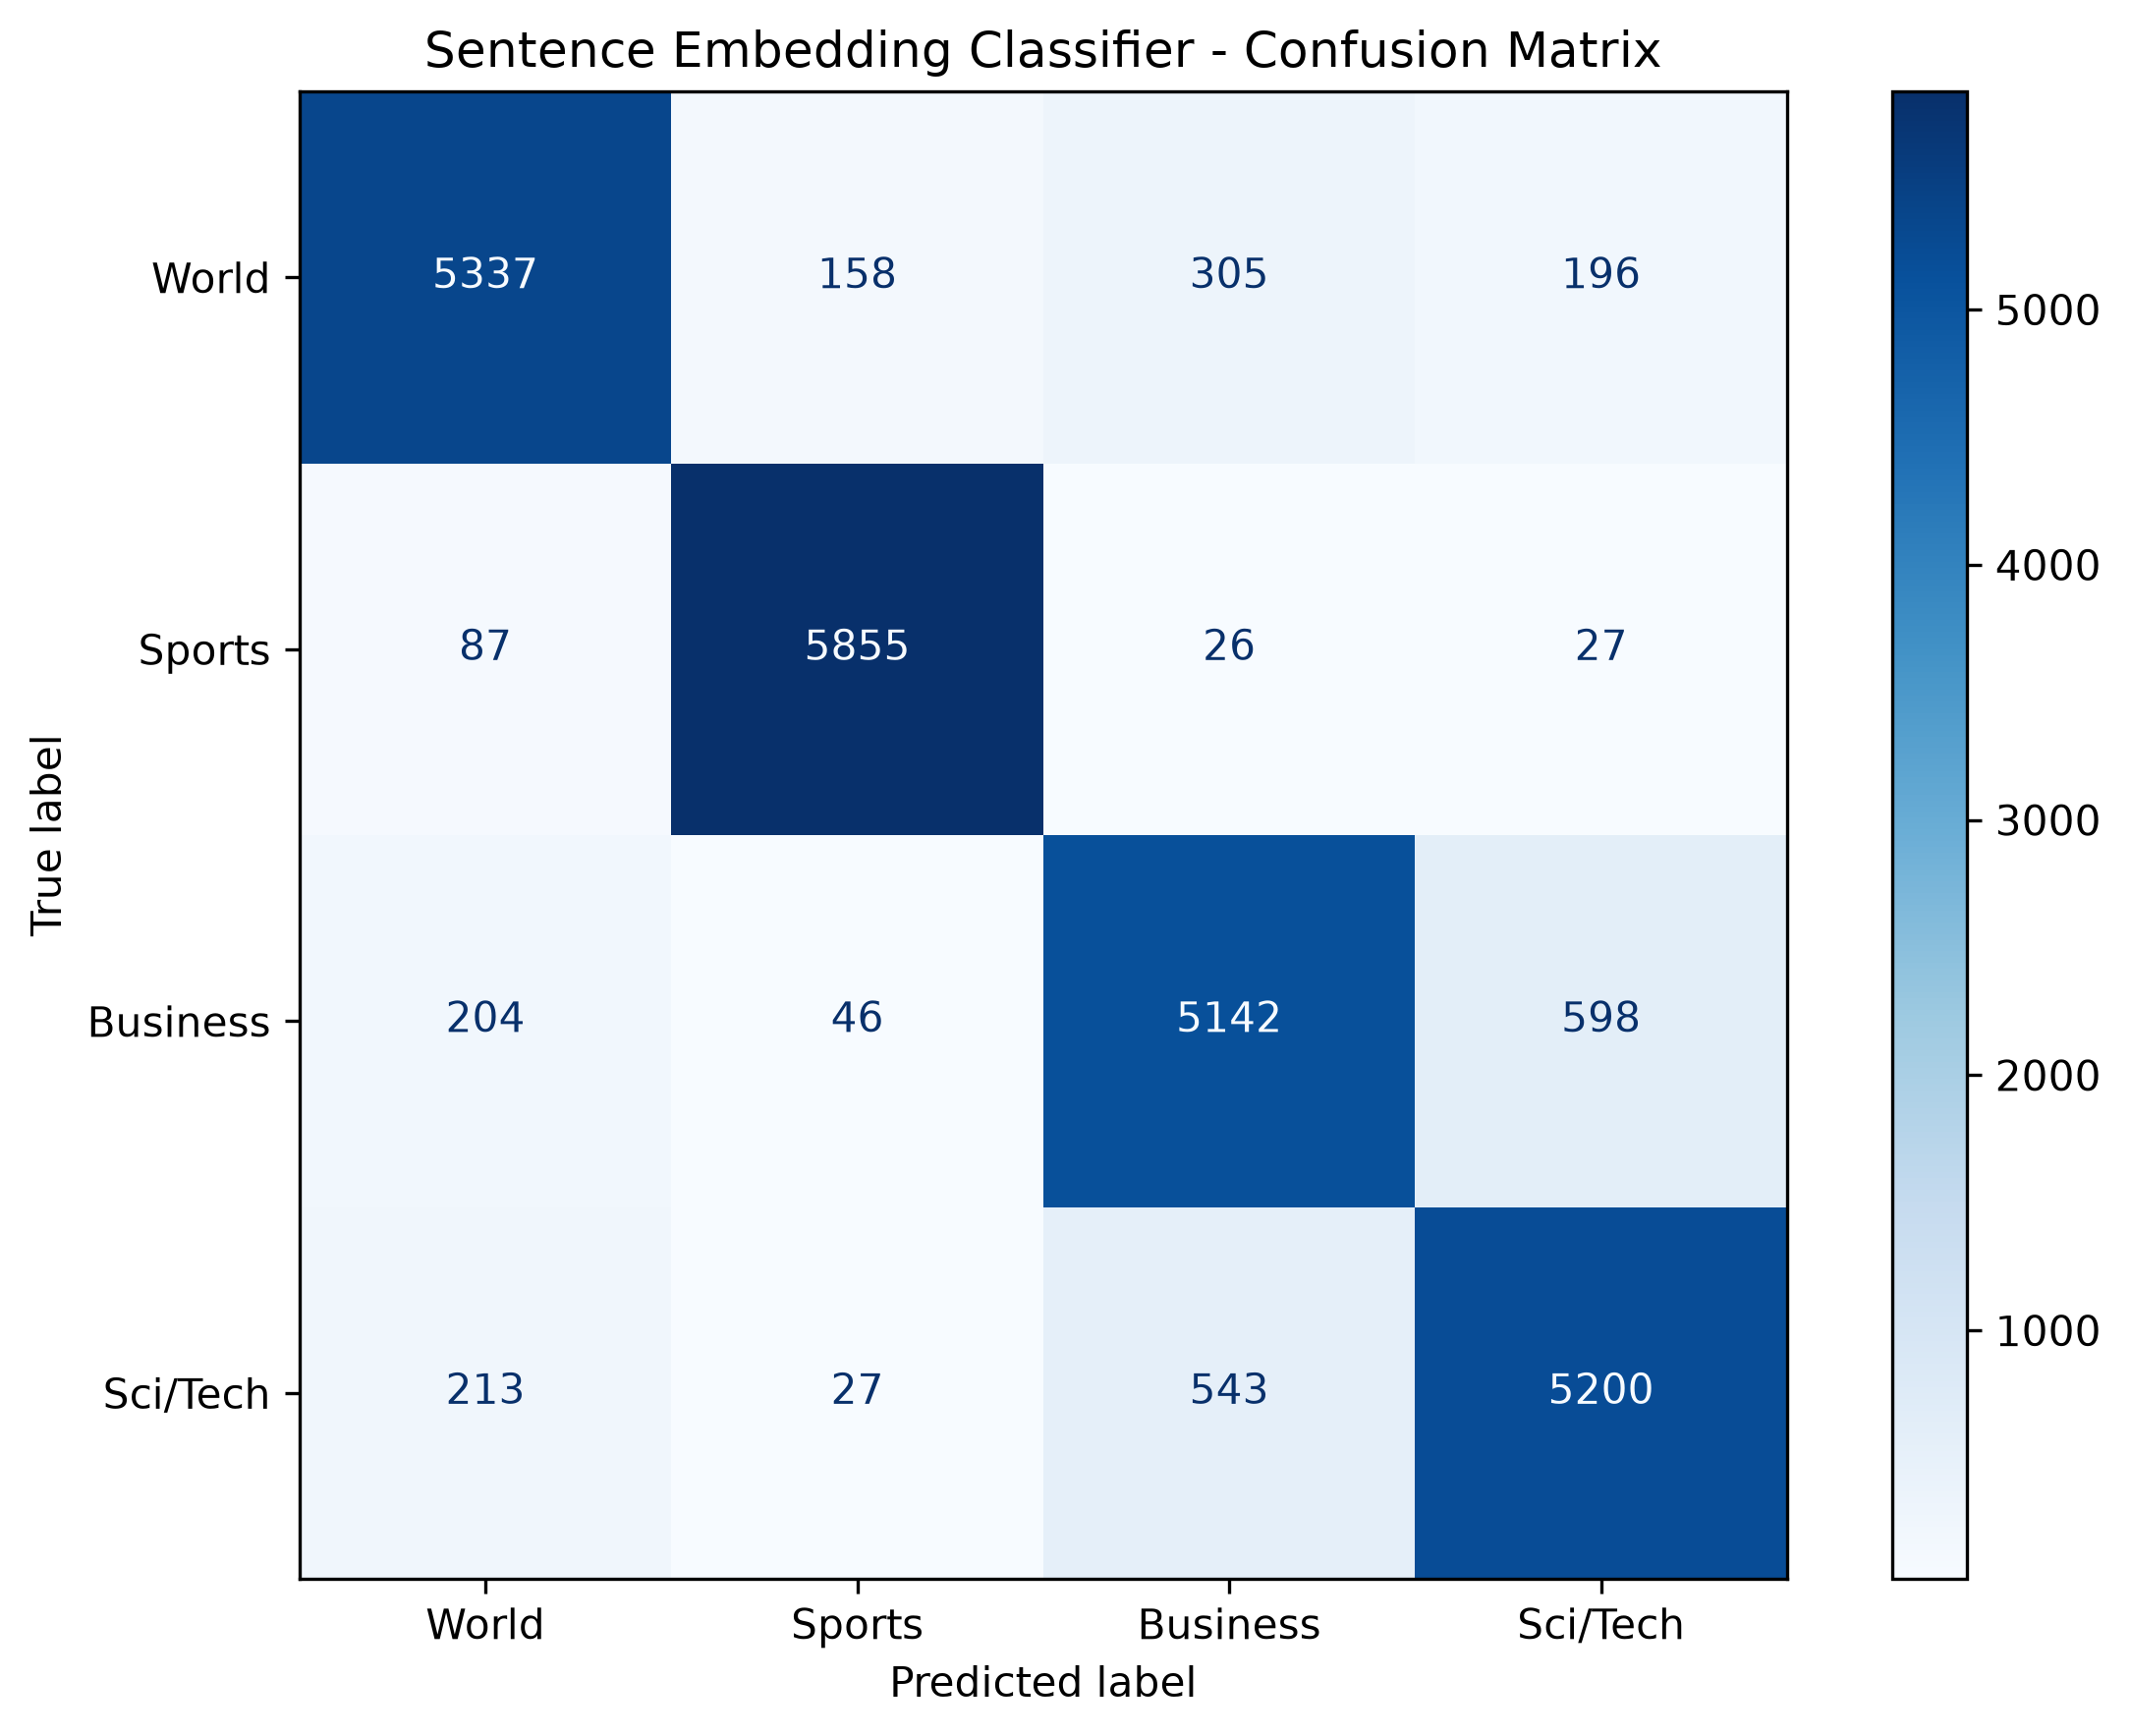 Sentence Embedding Classifier - Confusion Matrix
World 5337 158 305 196
Sports 87 5855 26 27
Business 204 46 5142 598
Sci/Tech 213 27 543 5200
World Sports Business Sci/Tech
Predicted label
True label
5000
4000
3000
2000
1000